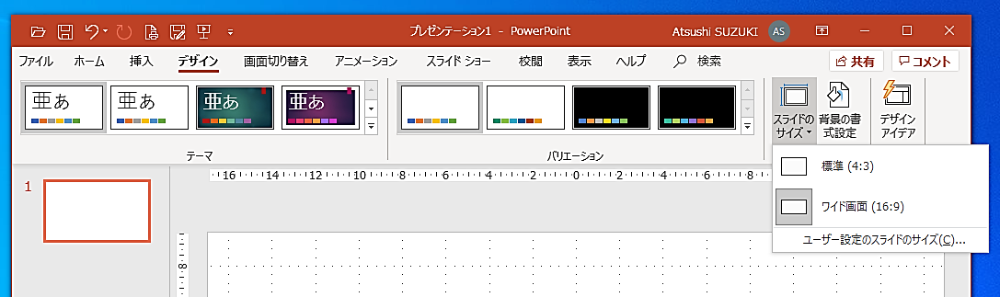 プレゼンテーション1 - PowerPoint
Atsushi SUZUKI
AS
ファイル ホーム 挿入 デザイン 画面切り替え アニメーション スライド ショー 校閲 表示 ヘルプ 検索 共有 コメント
亜あ 亜あ 亜あ 亜あ
テーマ
バリエーション
スライドの
サイズ
背景の書
式設定
デザイン
アイデア
標準 (4:3)
ワイド画面 (16:9)
ユーザー設定のスライドのサイズ(C)...
1
16 14 12 10 8 6 4 2 0 2 4 6 8
8